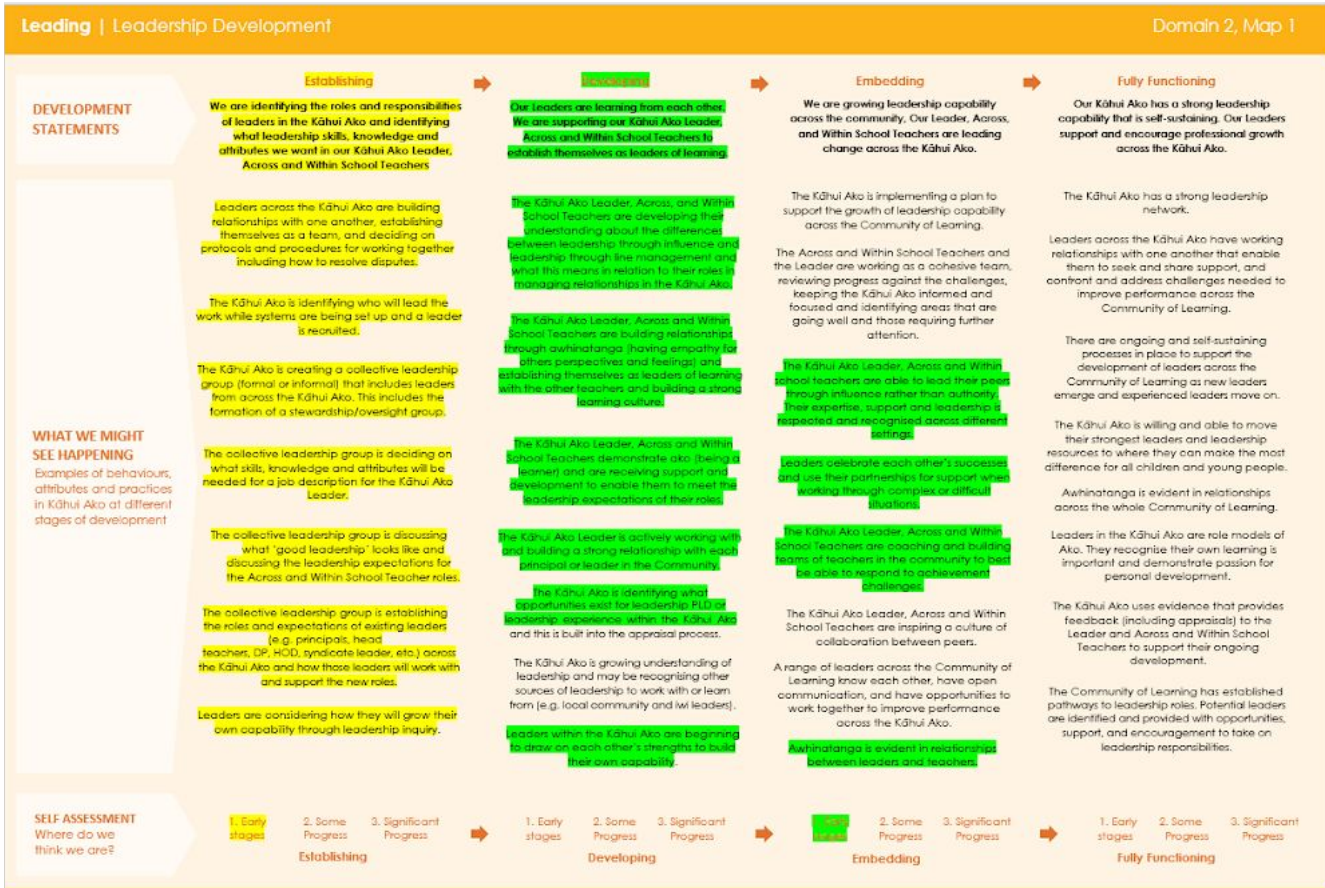 Leading | Leadership Development
Domain 2, Map 1
DEVELOPMENT
STATEMENTS
Establishing
We are identifying the roles and responsibilities
of leaders in the Kāhui Ako and identifying
what leadership skills, knowledge and
attributes we want in our Kāhui Ako Leader,
Across and Within School Teachers
Developing
Our Leaders are learning from each other.
We are supporting our Kāhui Ako Leader,
Across and Within School Teachers to
establish themselves as leaders of learning.
Embedding
We are growing leadership capability
across the community. Our Leader, Across,
and Within School Teachers are leading
change across the Kāhui Ako.
Fully Functioning
Our Kāhui Ako has a strong leadership
capability that is self-sustaining. Our Leaders
support and encourage professional growth
across the Kāhui Ako.
WHAT WE MIGHT
SEE HAPPENING
Examples of behaviours,
attributes and practices
in Kāhui Ako at different
stages of development
Leaders across the Kāhui Ako are building
relationships with one another, establishing
themselves as a team, and deciding on
protocols and procedures for working together
including how to resolve disputes.
The Kāhui Ako is identifying who will lead the
work while systems are being set up and a leader
is recruited.
The Kāhui Ako is creating a collective leadership
group (formal or informal) that includes leaders
from across the Kāhui Ako. This includes the
formation of a stewardship/oversight group.
The collective leadership group is deciding on
what skills, knowledge and attributes will be
needed for a job description for the Kāhui Ako
Leader.
The collective leadership group is discussing
what 'good leadership' looks like and
discussing the leadership expectations for
the Across and Within School Teacher roles.
The collective leadership group is establishing
the roles and expectations of existing leaders
(e.g. principals, head
teachers, DP, HOD, syndicate leader, etc.) across
the Kāhui Ako and how those leaders will work with
and support the new roles.
Leaders are considering how they will grow their
own capability through leadership inquiry.
The Kāhui Ako Leader, Across, and Within
School Teachers are developing their
understanding about the differences
between leadership through influence and
leadership through line management and
what this means in relation to their roles in
managing relationships in the Kāhui Ako.
The Kāhui Ako Leader, Across and Within
School Teachers are building relationships
through awhinatanga (having empathy for
others perspectives and feelings) and
establishing themselves as leaders of learning
with the other teachers and building a strong
learning culture.
The Kāhui Ako Leader, Across and Within
School Teachers demonstrate ako (being a
learner) and are receiving support and
development to enable them to meet the
leadership expectations of their roles.
The Kāhui Ako Leader is actively working with
and building a strong relationship with each
principal or leader in the Community.
The Kāhui Ako is identifying what
opportunities exist for leadership PLD or
leadership experience within the Kāhui Ako
and this is built into the appraisal process.
The Kāhui Ako is growing understanding of
leadership and may be recognising other
sources of leadership to work with or learn
from (e.g. local community and iwi leaders).
Leaders within the Kāhui Ako are beginning
to draw on each other's strengths to build
their own capability.
The Kāhui Ako is implementing a plan to
support the growth of leadership capability
across the Community of Learning.
The Across and Within School Teachers and
the Leader are working as a cohesive team,
reviewing progress against the challenges,
keeping the Kāhui Ako informed and
focused and identifying areas that are
going well and those requiring further
attention.
The Kāhui Ako Leader, Across and Within
school teachers are able to lead their peers
through influence rather than authority.
Their expertise, support and leadership is
respected and recognised across different
settings.
Leaders celebrate each other's successes
and use their partnerships for support when
working through complex or difficult
situations.
The Kāhui Ako Leader, Across and Within
School Teachers are coaching and building
teams of teachers in the community to best
be able to respond to achievement
challenges.
The Kāhui Ako Leader, Across and Within
School Teachers are inspiring a culture of
collaboration between peers.
A range of leaders across the Community of
Learning know each other, have open
communication, and have opportunities to
work together to improve performance
across the Kāhui Ako.
Awhinatanga is evident in relationships
between leaders and teachers.
The Kāhui Ako has a strong leadership
network.
Leaders across the Kāhui Ako have working
relationships with one another that enable
them to seek and share support, and
confront and address challenges needed to
improve performance across the
Community of Learning.
There are ongoing and self-sustaining
processes in place to support the
development of leaders across the
Community of Learning as new leaders
emerge and experienced leaders move on.
The Kāhui Ako is willing and able to move
their strongest leaders and leadership
resources to where they can make the most
difference for all children and young people.
Awhinatanga is evident in relationships
across the whole Community of Learning.
Leaders in the Kāhui Ako are role models of
Ako. They recognise their own learning is
important and demonstrate passion for
personal development.
The Kāhui Ako uses evidence that provides
feedback (including appraisals) to the
Leader and Across and Within School
Teachers to support their ongoing
development.
The Community of Learning has established
pathways to leadership roles. Potential leaders
are identified and provided with opportunities,
support, and encouragement to take on
leadership responsibilities.
SELF ASSESSMENT
Where do we
think we are?
1. Early
stages
2. Some
Progress
3. Significant
Progress
Establishing
1. Early
stages
2. Some
Progress
3. Significant
Progress
Developing
1. Early
stages
2. Some
Progress
3. Significant
Progress
Embedding
1. Early
stages
2. Some
Progress
3. Significant
Progress
Fully Functioning